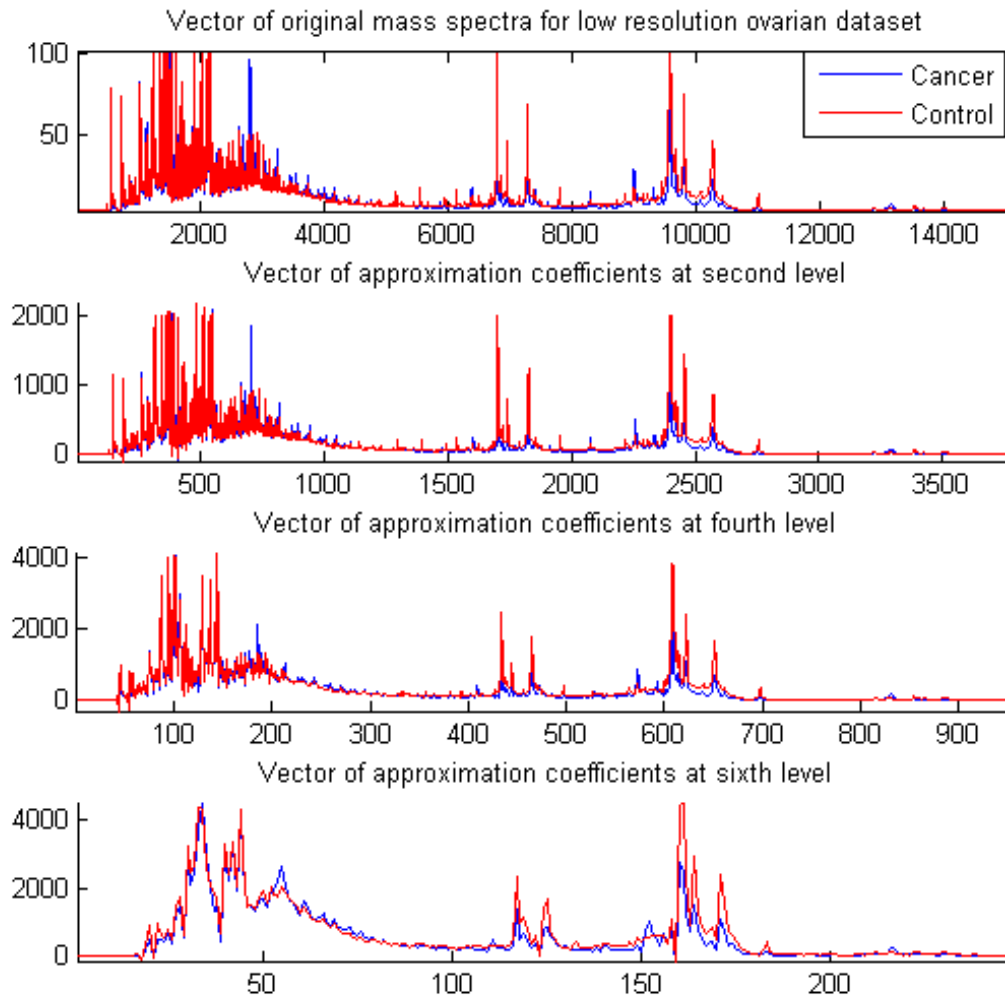 Vector of original mass spectra for low resolution ovarian dataset
100
50
Cancer
Control
2000 4000 6000 8000 10000 12000 14000
Vector of approximation coefficients at second level
2000
1000
0
500 1000 1500 2000 2500 3000 3500
Vector of approximation coefficients at fourth level
4000
2000
0
100 200 300 400 500 600 700 800 900
Vector of approximation coefficients at sixth level
4000
2000
0
50 100 150 200